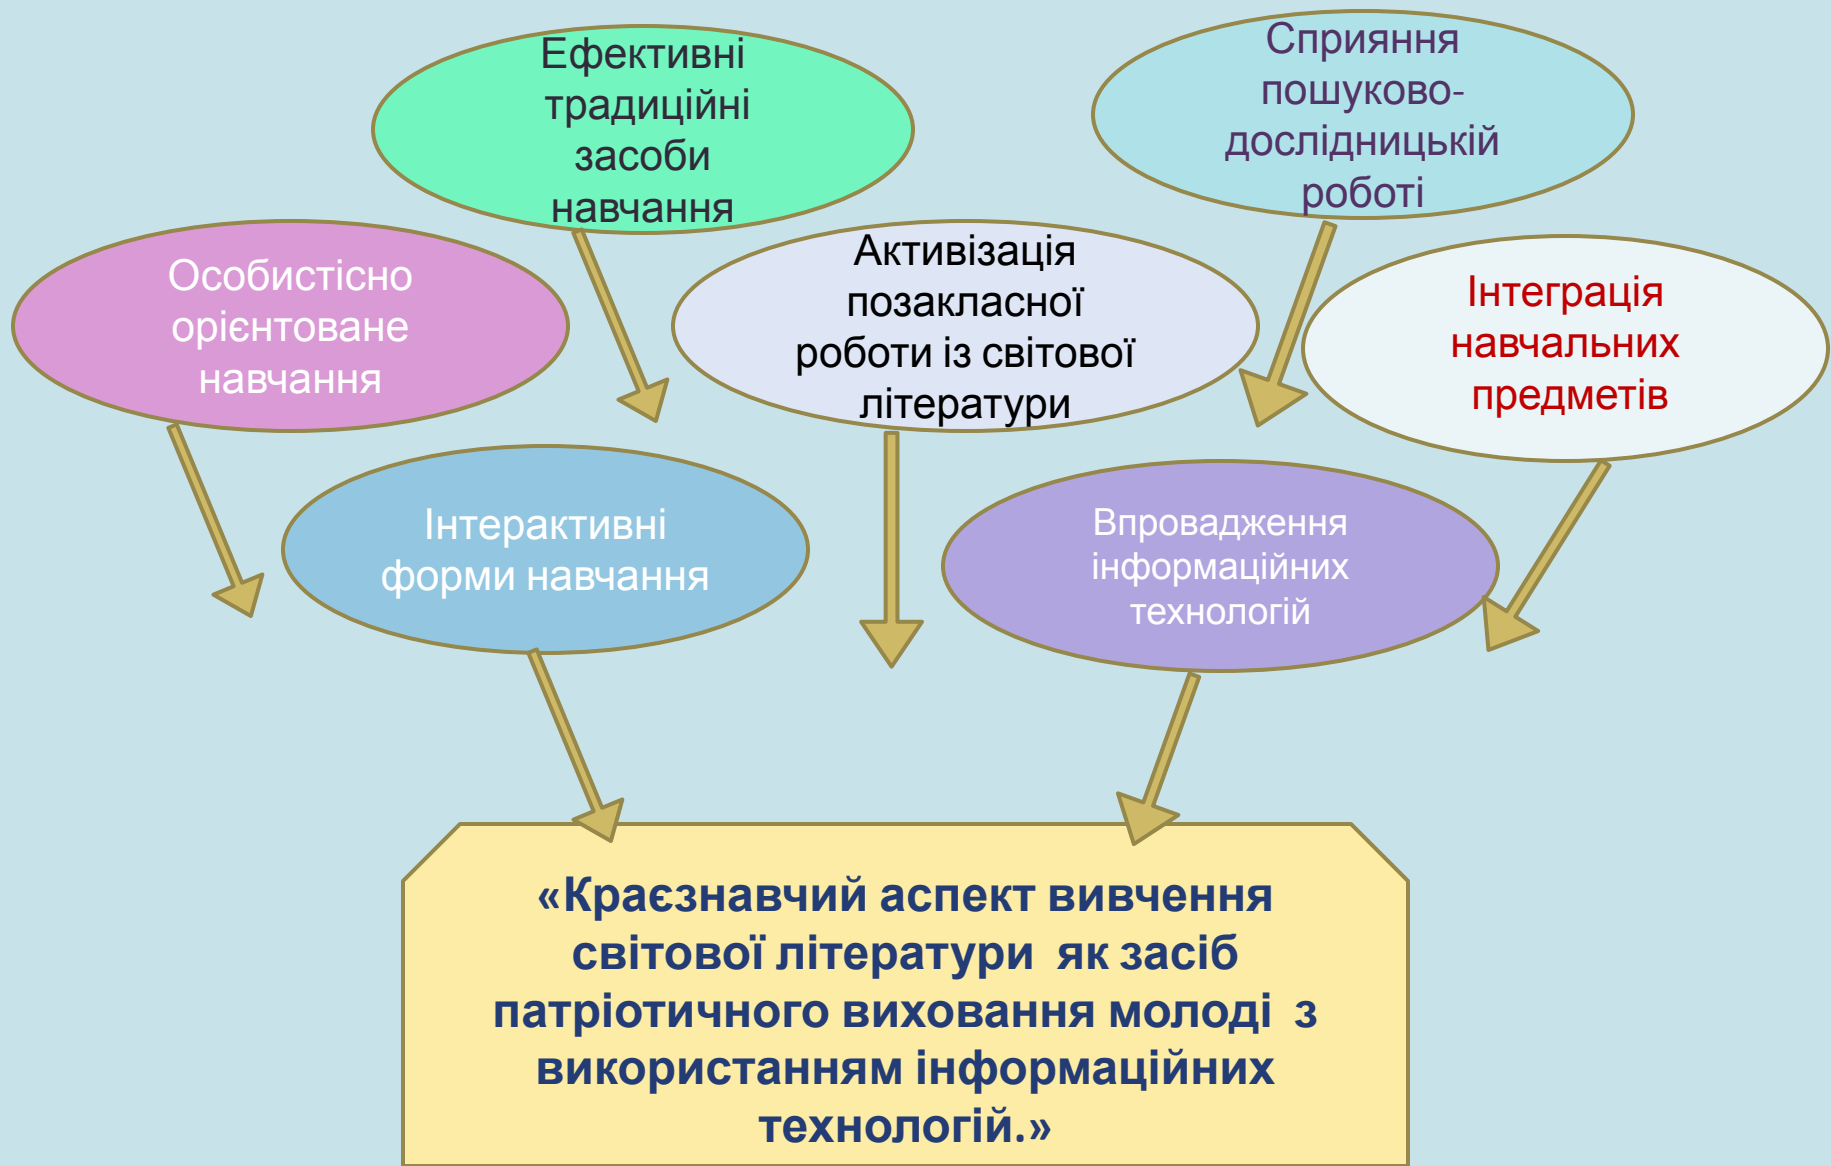 Ефективні
традиційні
засоби
навчання
Сприяння
пошуково-
дослідницькій
роботі
Особистісно
орієнтоване
навчання
Активізація
позакласної
роботи із світової
літератури
Інтеграція
навчальних
предметів
Інтерактивні
форми навчання
Впровадження
інформаційних
технологій
«Краєзнавчий аспект вивчення
світової літератури  як засіб
патріотичного виховання молоді  з
використанням інформаційних
технологій.»